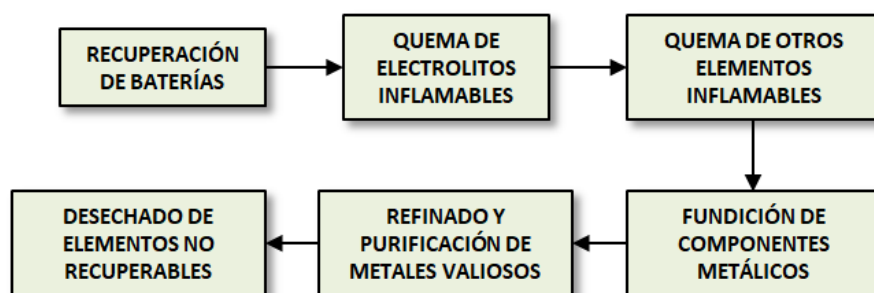 RECUPERACIÓN
DE BATERÍAS
QUEMA DE
ELECTROLITOS
INFLAMABLES
QUEMA DE OTROS
ELEMENTOS
INFLAMABLES
FUNDICIÓN DE
COMPONENTES
METÁLICOS
REFINADO Y
PURIFICACIÓN DE
METALES VALIOSOS
DESECHADO DE
ELEMENTOS NO
RECUPERABLES